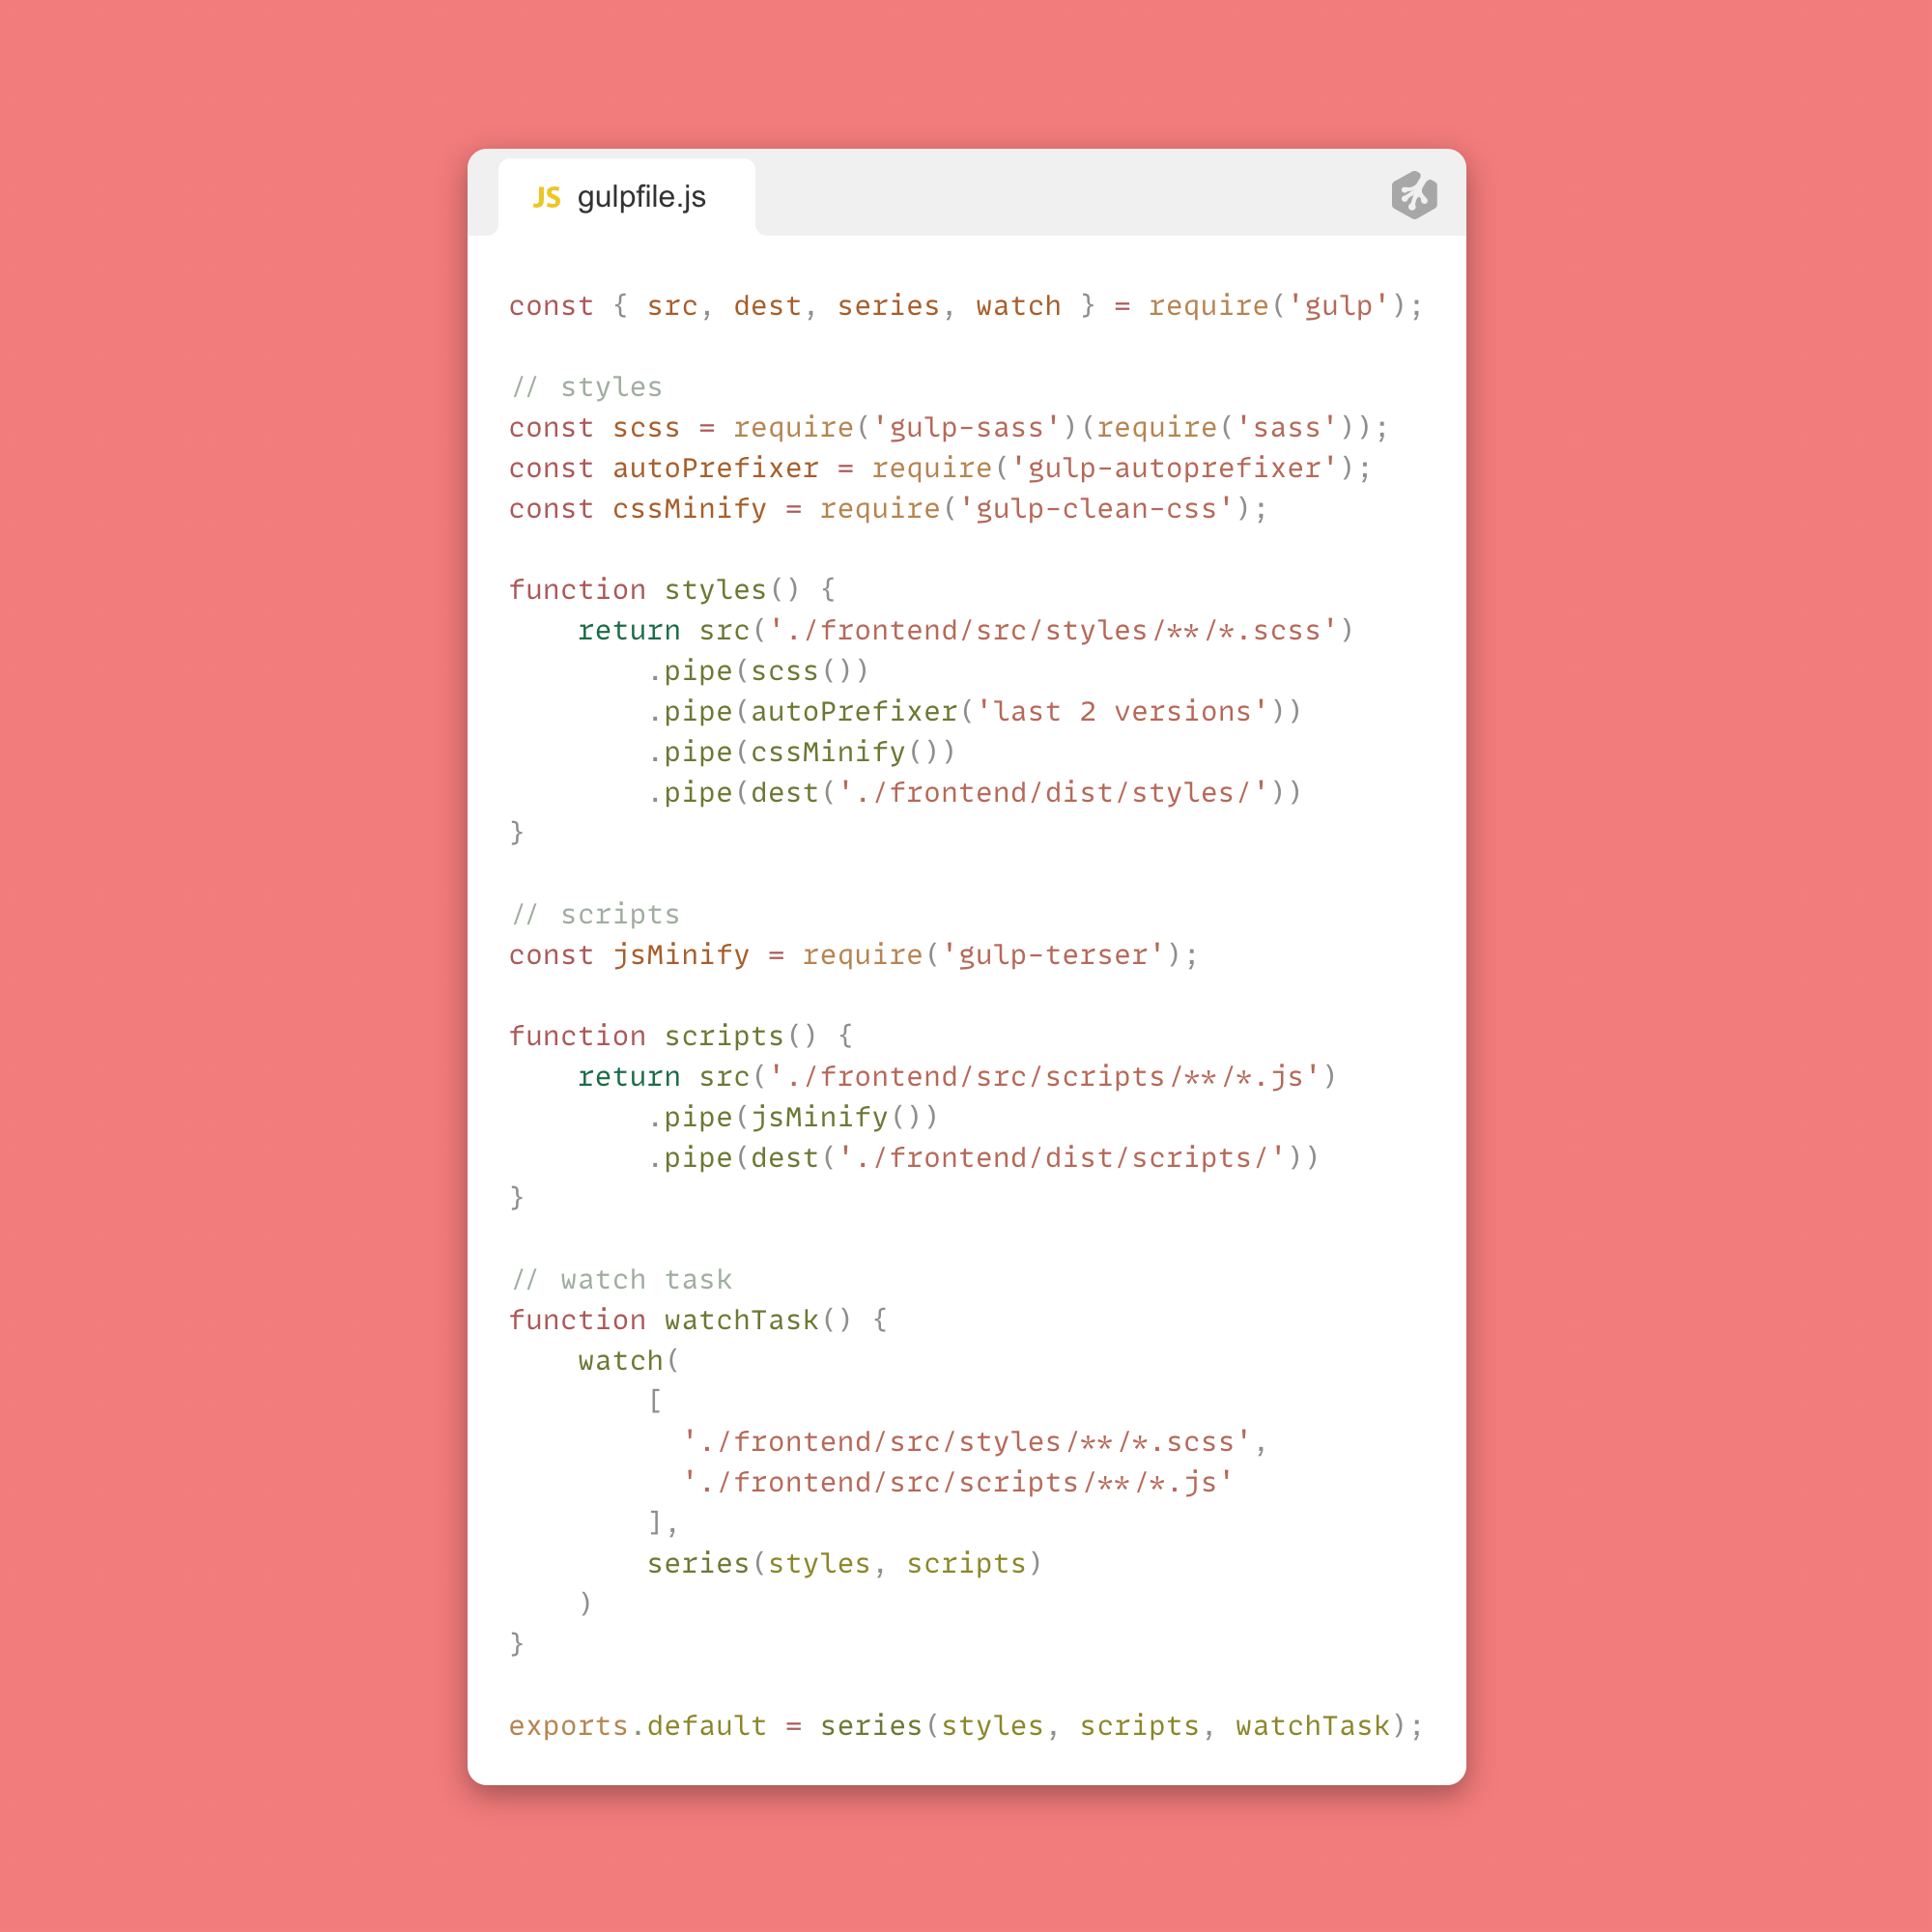 JS gulpfile.js
const { src, dest, series, watch } = require('gulp');
// styles
const scss = require('gulp-sass')(require('sass'));
const autoPrefixer = require('gulp-autoprefixer');
const cssMinify = require('gulp-clean-css');
function styles() {
    return src('./frontend/src/styles/**/*.scss')
        .pipe(scss())
        .pipe(autoPrefixer('last 2 versions'))
        .pipe(cssMinify())
        .pipe(dest('./frontend/dist/styles/'))
}
// scripts
const jsMinify = require('gulp-terser');
function scripts() {
    return src('./frontend/src/scripts/**/*.js')
        .pipe(jsMinify())
        .pipe(dest('./frontend/dist/scripts/'))
}
// watch task
function watchTask() {
    watch(
        [
          './frontend/src/styles/**/*.scss',
          './frontend/src/scripts/**/*.js'
        ],
        series(styles, scripts)
    )
}
exports.default = series(styles, scripts, watchTask);